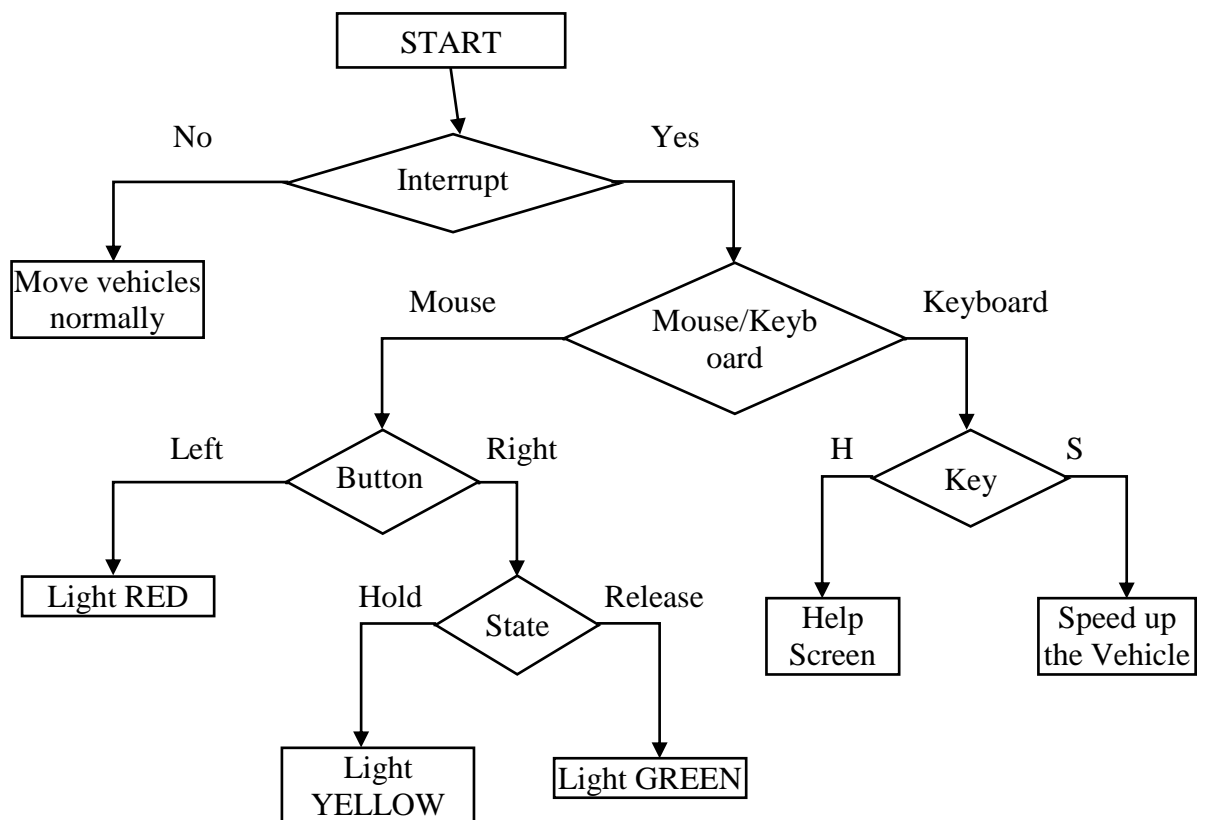 START
No
Yes
Interrupt
Move vehicles
normally
Mouse
Keyboard
Mouse/Keyb
oard
Left
Right
Button
H
S
Key
Light RED
Hold
Release
State
Help
Screen
Speed up
the Vehicle
Light
YELLOW
Light GREEN